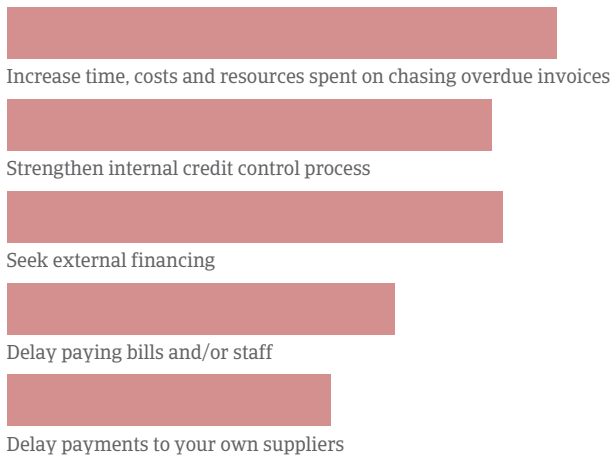 Increase time, costs and resources spent on chasing overdue invoices
Strengthen internal credit control process
Seek external financing
Delay paying bills and/or staff
Delay payments to your own suppliers